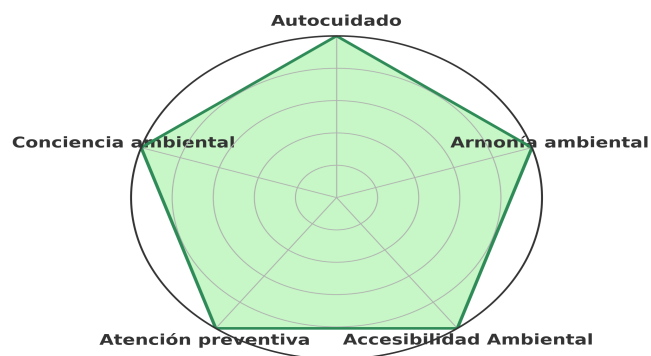 Autocuidado
Conciencia ambiental
Armonía ambiental
Atención preventiva
Accesibilidad Ambiental